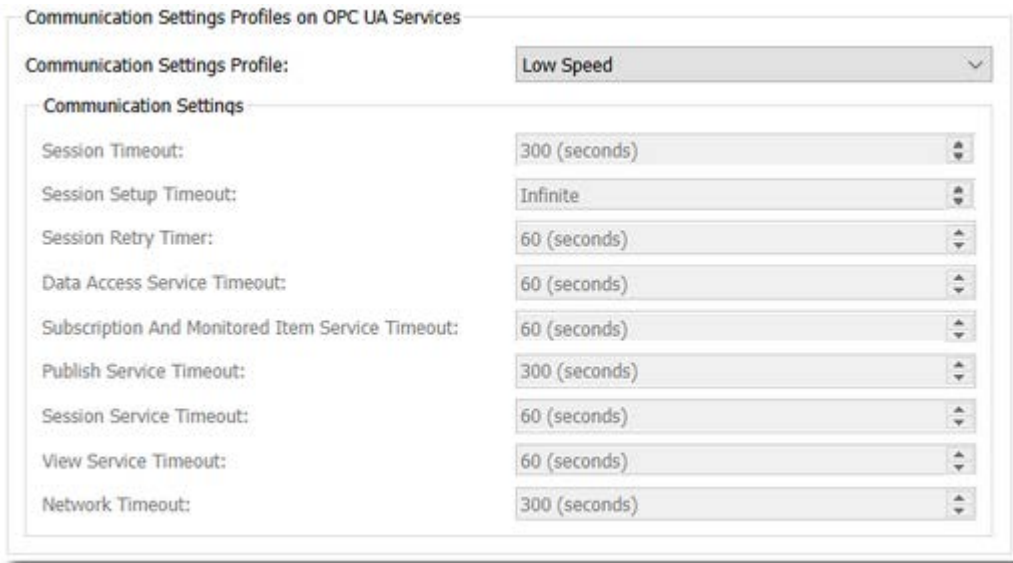 Communication Settings Profiles on OPC UA Services
Communication Settings Profile: Low Speed
Communication Settings
Session Timeout: 300 (seconds)
Session Setup Timeout: Infinite
Session Retry Timer: 60 (seconds)
Data Access Service Timeout: 60 (seconds)
Subscription And Monitored Item Service Timeout: 60 (seconds)
Publish Service Timeout: 300 (seconds)
Session Service Timeout: 60 (seconds)
View Service Timeout: 60 (seconds)
Network Timeout: 300 (seconds)